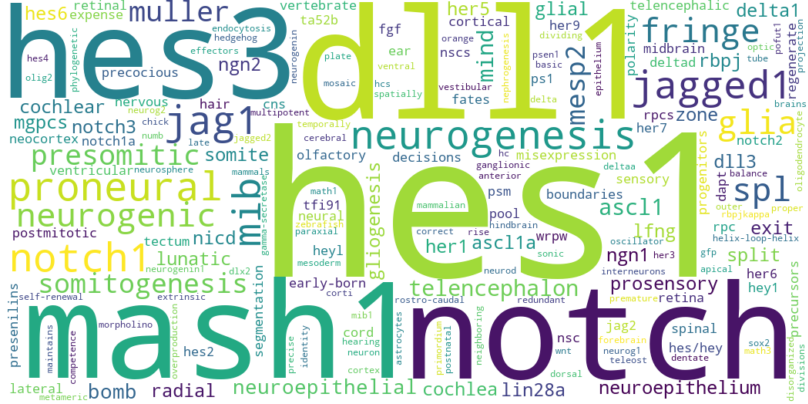 hes6 retinal expense muller vertebrate ta52b her5 glial telencephalic delta1
hes3 dll1 hes1 mash1 notch
hes4 hedgehog endocytosis effectors phylogenetic neurogenin
fgf cortical her9 dividing polarity fringe
olig2 precocious ngn2 plate orange nscs mind mesp2 epithelium midbrain optic pofut1 projection
ear ventral hcs mosaic spatially psen1 basic ps1 nephrogenesis deltad rbpj tube regenerate
cochlear nervous neurog2 hair cns multipotent vestibular fates delta jagged1 brains
mgpcs notch3 chick jag1 temporally neurogenesis rpcs zone glia
neocortex notch1a numb late jagged2 cerebral her7 notch2 oligodendrocyte
presomitic somite olfactory decisions hc ganglionic anterior misexpression deltaa progenitors dll3 dapt balance
ventricular neurosphere mammals gamma-secretase math1 gliogenesis psm boundaries sensory outer proper
proneural mib tfi91 neural zebrafish mammalian pool ascl1 spl rbpjkappa
neurogenic paraxial correct rise hindbrain wrpw lfng rpc exit
postmitotic tectum nicd heyl mesoderm her1 ascl1a oscillator helix-loop-helix
notch1 lunatic neurogenin1 dlx2 neurod sonic ngn1 her3 gfp split
somitogenesis segmentation early-born corti telencephalon interneurons apical prosensory her6 hey1 precursors
presenilins self-renewal extrinsic rostro-caudal redundant premature retina
maintains competence morpholino overproduction hes2 precise identity mib1 cord hearing neuron cortex astrocytes primordium postnatal neighboring nsc wnt dorsal jag2 forebrain neurog1 teleost spinal hes/hey dentate sox2 disorganized divisions
lateral metameric bomb radial neuroepithelial cochlea lin28a neuroepithelium